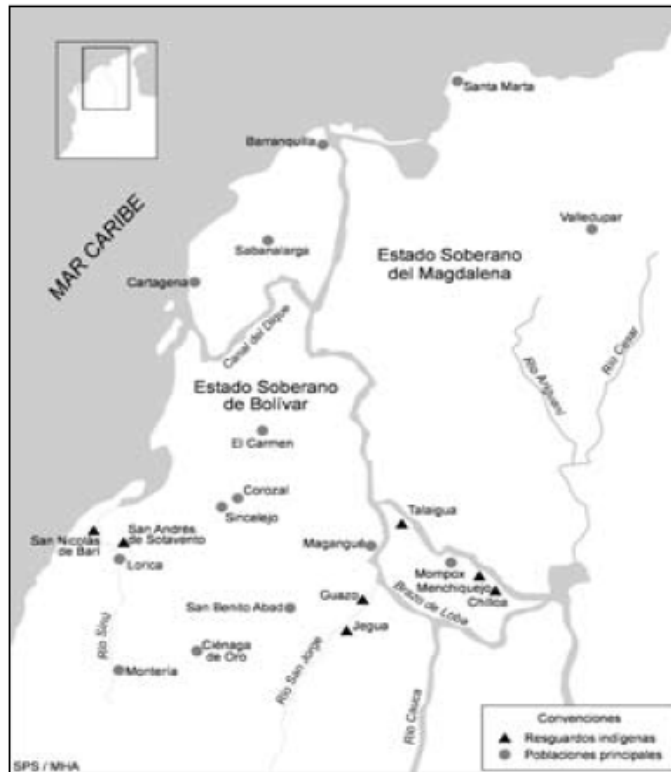 Santa Marta
Barranquilla
Valledupar
MAR CARIBE
Sabanalarga
Estado Soberano
del Magdalena
Cartagena
Canal del Dique
Río Ariguaní
Río Cesar
Estado Soberano
de Bolívar
El Carmen
Corozal
Sincelejo
Talaigua
San Nicolás
de Bari
San Andrés
de Sotavento
Lorica
Magangué
Mompox
Menchiquejo
Chilloa
Guazo
Brazo de Loba
San Benito Abad
Jegua
Río Sinú
Ciénaga
de Oro
Río San Jorge
Montería
Río Cauca
Convenciones
Resguardos indígenas
Poblaciones principales
SPS / MHA